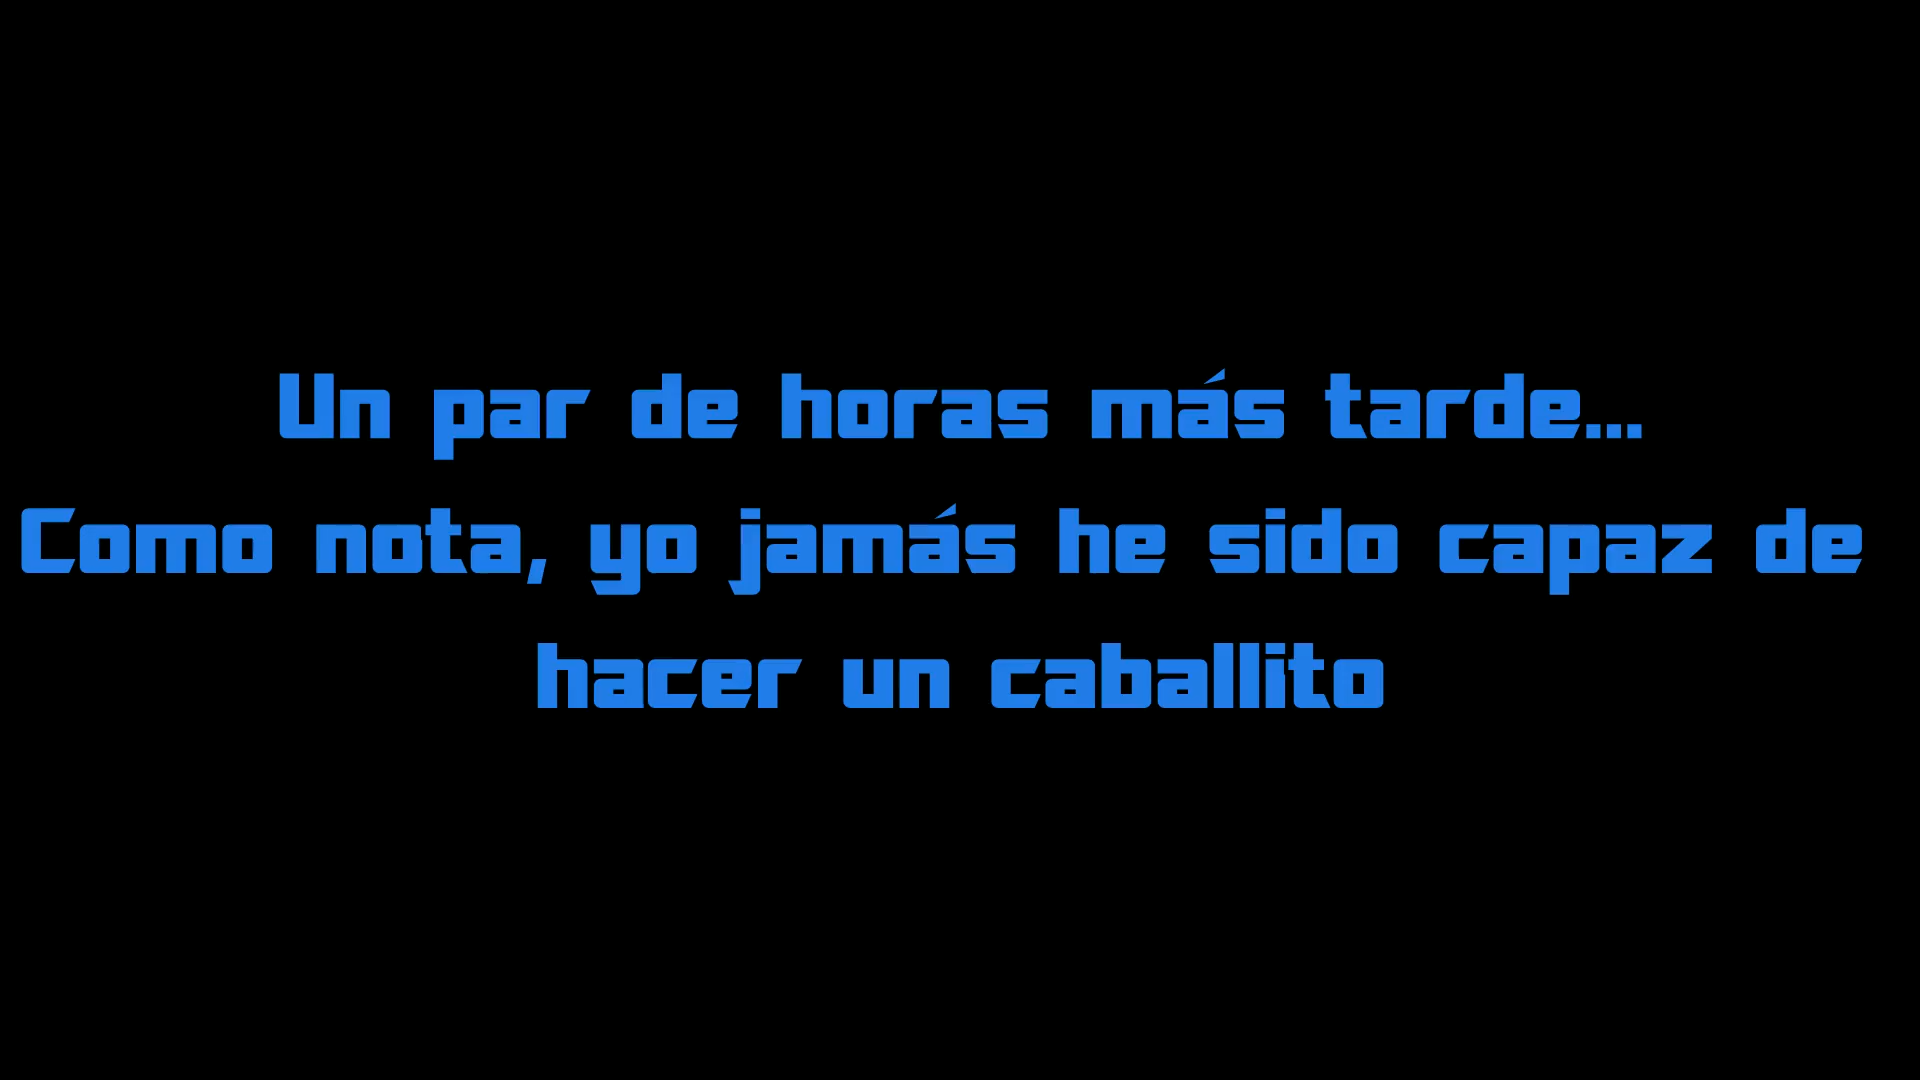 Un par de horas más tarde...
Como nota, yo jamás he sido capaz de
hacer un caballito